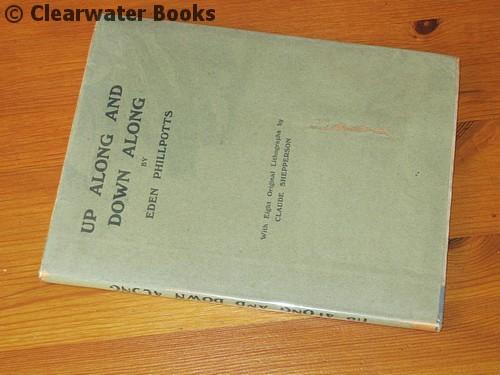 © Clearwater Books
UP ALONG AND
DOWN ALONG
BY
EDEN PHILLPOTTS
With Eight Original Lithographs by
CLAUDE SHEPPERSON
UP ALONG AND DOWN ALONG